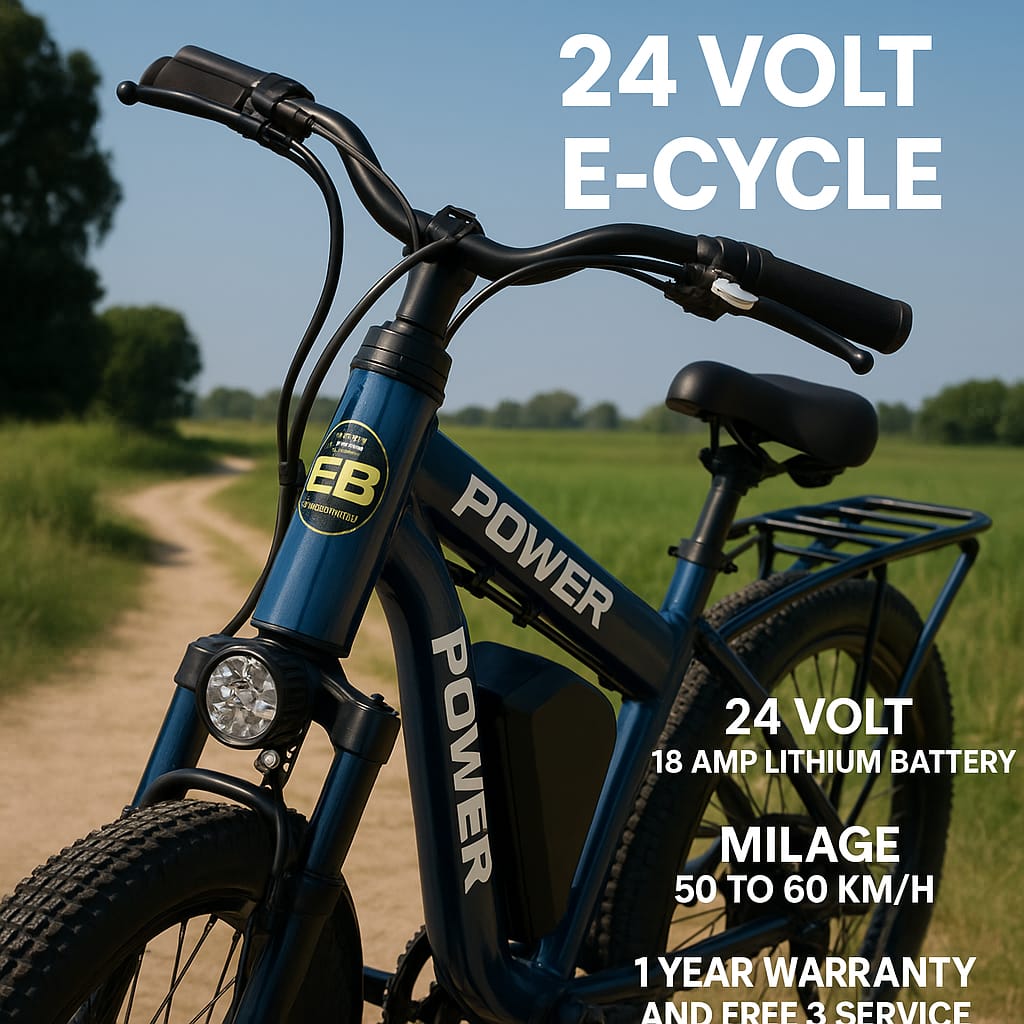 24 VOLT
E-CYCLE
EB
POWER
POWER
24 VOLT
18 AMP LITHIUM BATTERY
MILAGE
50 TO 60 KM/H
1 YEAR WARRANTY
AND FREE 3 SERVICE